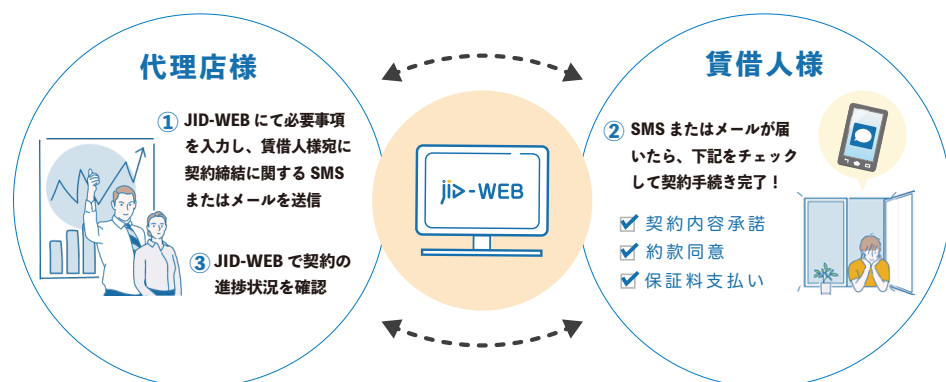 代理店様
① JID-WEB にて必要事項
を入力し、賃借人様宛に
契約締結に関する SMS
またはメールを送信
③ JID-WEB で契約の
進捗状況を確認
jiD-WEB
賃借人様
② SMS またはメールが届
いたら、下記をチェック
して契約手続き完了！
契約内容承諾
約款同意
保証料支払い